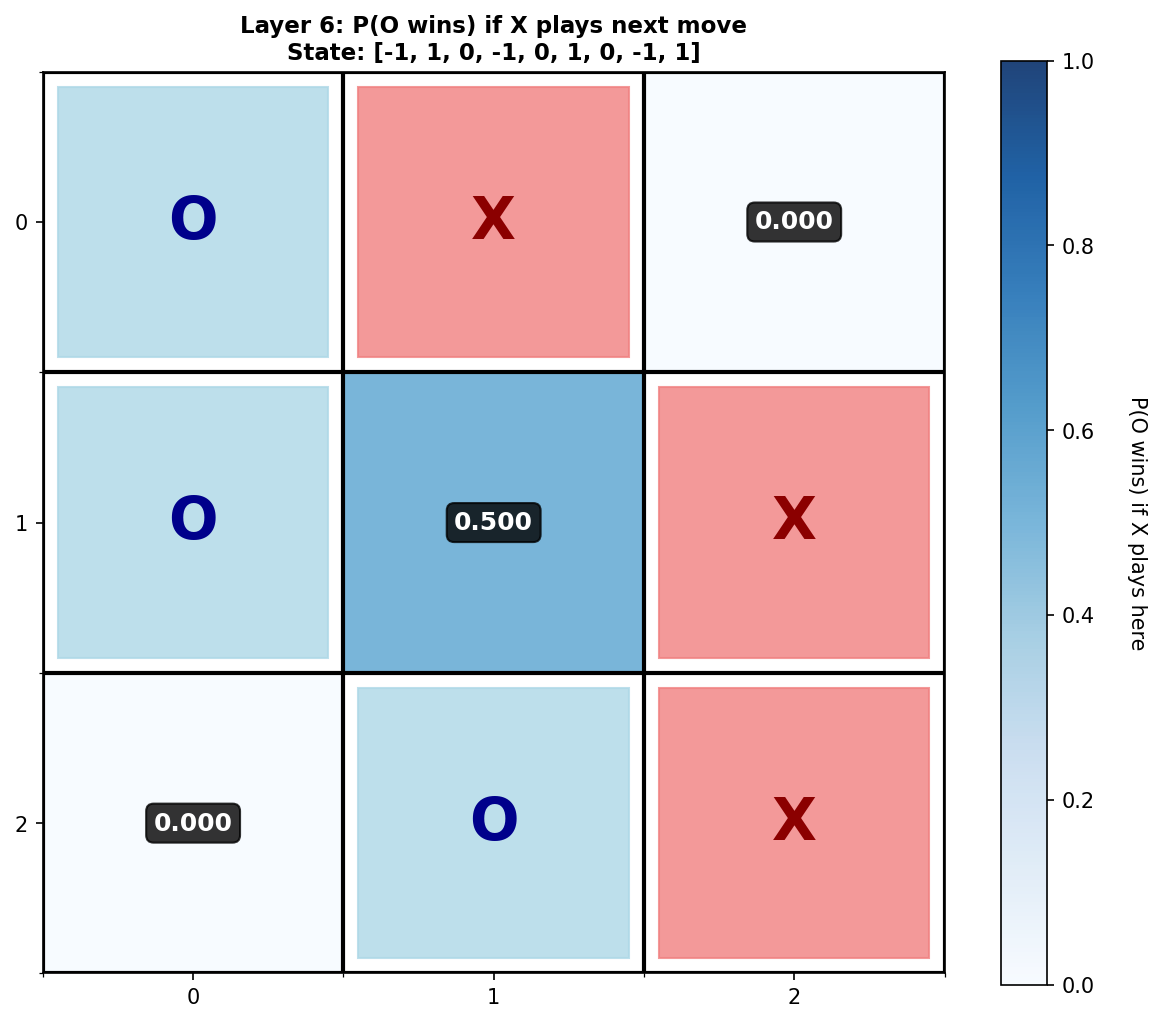 Layer 6: P(O wins) if X plays next move
State: [-1, 1, 0, -1, 0, 1, 0, -1, 1]
0
O
X
0.000
1
O
0.500
X
2
0.000
O
X
0
1
2
1.0
0.8
0.6
0.4
0.2
0.0
P(O wins) if X plays here